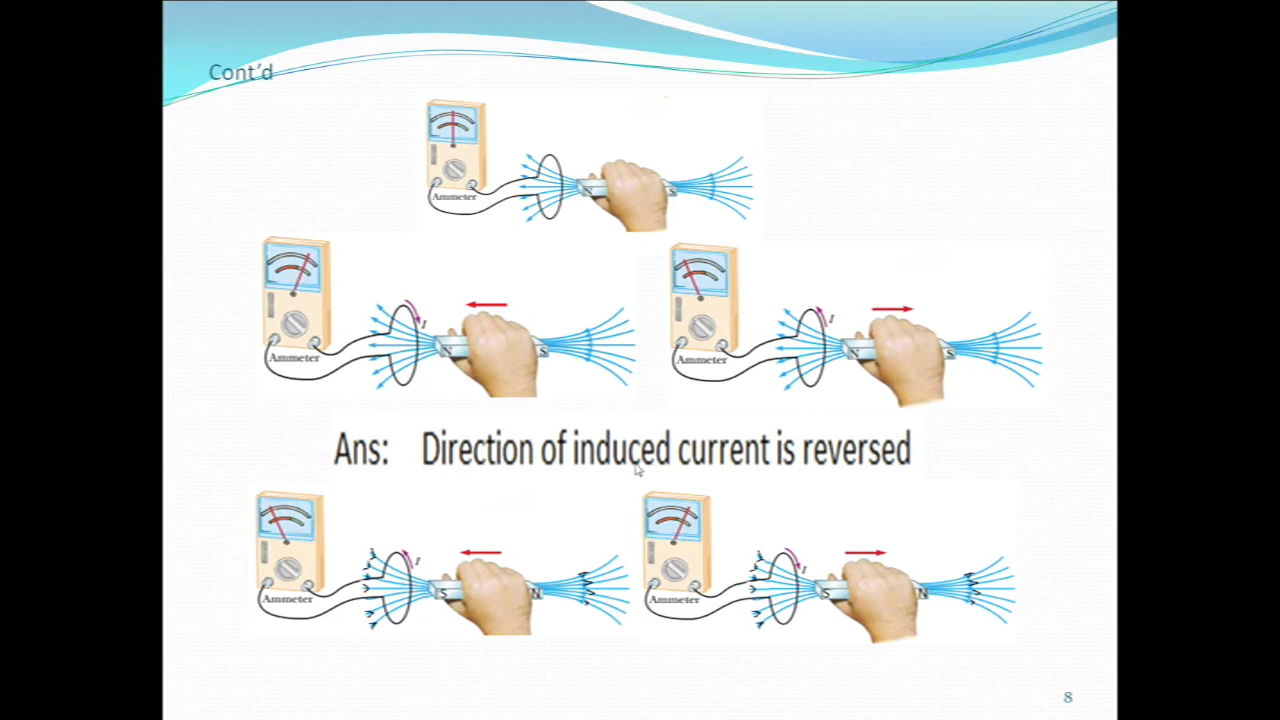 Cont'd
Ammeter
N
S
Ammeter
I
N
S
Ammeter
I
N
S
Ans: Direction of induced current is reversed
Ammeter
I
S
N
Ammeter
I
S
N
8